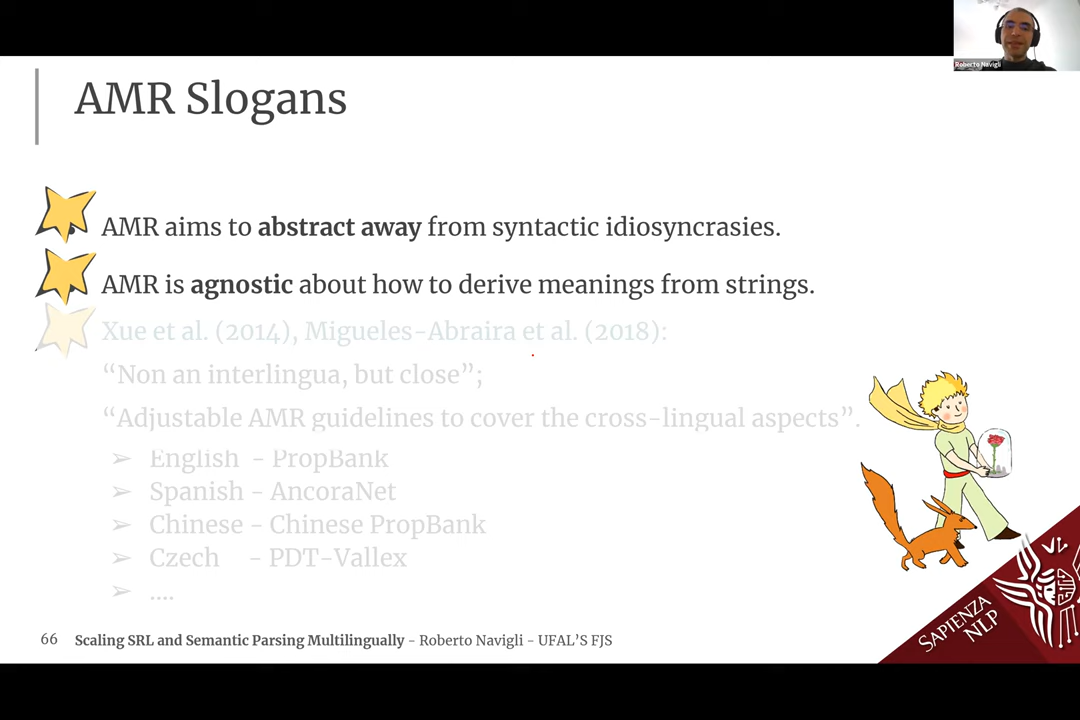 Roberto Navigli
AMR Slogans
AMR aims to abstract away from syntactic idiosyncrasies.
AMR is agnostic about how to derive meanings from strings.
Xue et al. (2014), Migueles-Abraira et al. (2018):
“Non an interlingua, but close”;
“Adjustable AMR guidelines to cover the cross-lingual aspects”.
➢ English - PropBank
➢ Spanish - AncoraNet
➢ Chinese - Chinese PropBank
➢ Czech - PDT-Vallex
➢ ....
66 Scaling SRL and Semantic Parsing Multilingually - Roberto Navigli - UFAL’S FJS
SAPIENZA
NLP